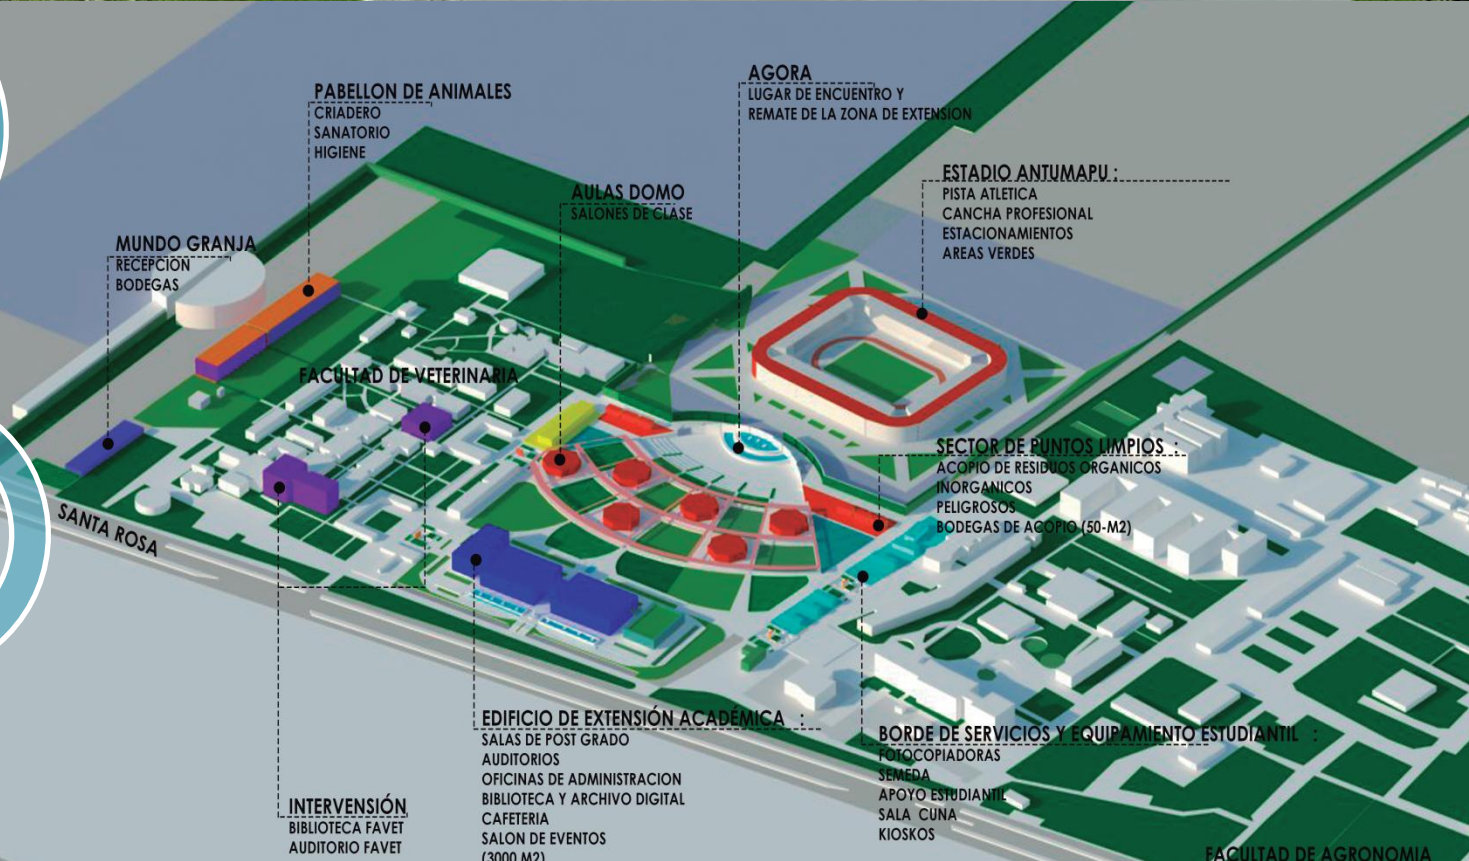 AGORA
LUGAR DE ENCUENTRO Y
REMATE DE LA ZONA DE EXTENSION
PABELLON DE ANIMALES
CRIADERO
SANATORIO
HIGIENE
ESTADIO ANTUMAPU :
PISTA ATLETICA
CANCHA PROFESIONAL
ESTACIONAMIENTOS
AREAS VERDES
AULAS DOMO
SALONES DE CLASE
MUNDO GRANJA
RECEPCION
BODEGAS
FACULTAD DE VETERINARIA
SECTOR DE PUNTOS LIMPIOS :
ACOPIO DE RESIDUOS ORGANICOS
INORGANICOS
PELIGROSOS
BODEGAS DE ACOPIO (50-M2)
SANTA ROSA
EDIFICIO DE EXTENSIÓN ACADÉMICA :
SALAS DE POST GRADO
AUDITORIOS
OFICINAS DE ADMINISTRACION
BIBLIOTECA Y ARCHIVO DIGITAL
CAFETERIA
SALON DE EVENTOS
(3000 M2)
BORDE DE SERVICIOS Y EQUIPAMIENTO ESTUDIANTIL :
FOTOCOPIADORAS
SEMEDA
APOYO ESTUDIANTIL
SALA CUNA
KIOSKOS
INTERVENSIÓN
BIBLIOTECA FAVET
AUDITORIO FAVET
FACULTAD DE AGRONOMIA